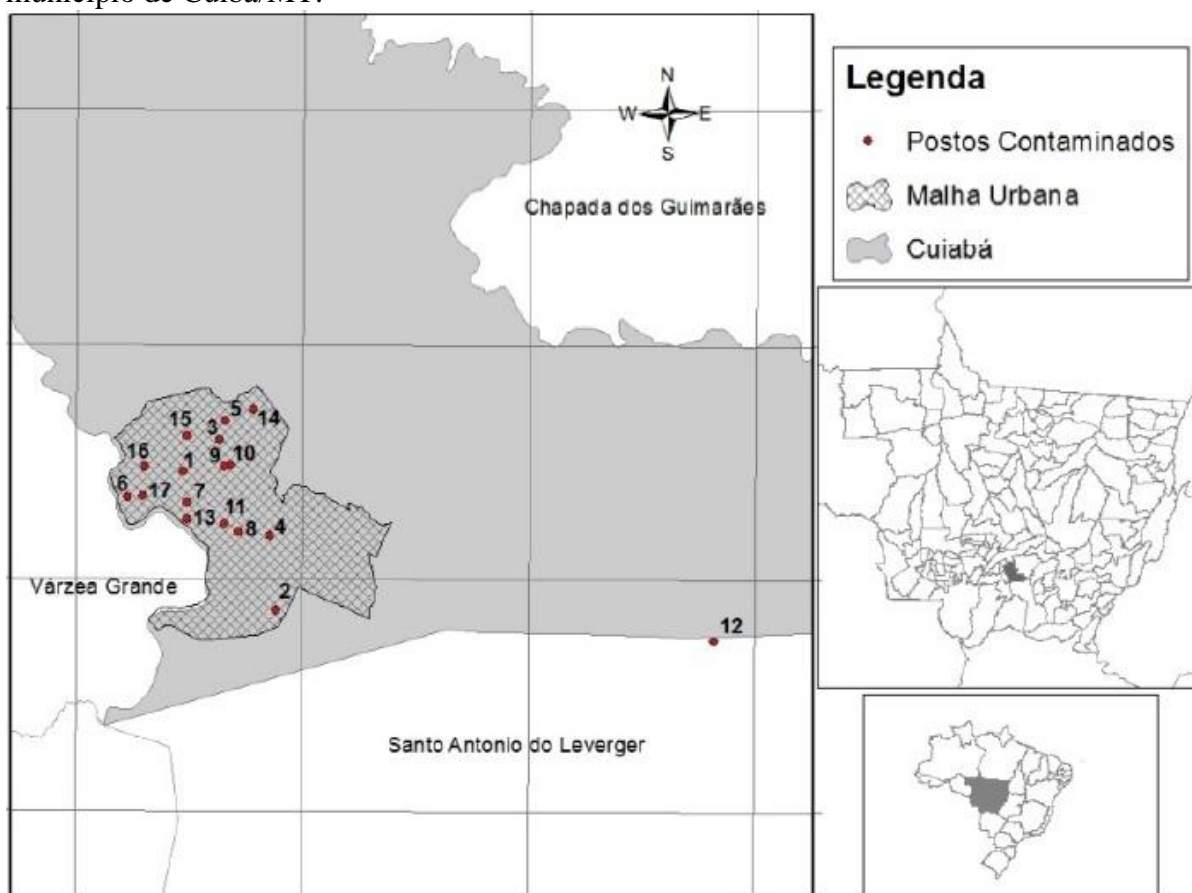 município de Cuibá/MT.
N
W E
S
Chapada dos Guimarães
Legenda
Postos Contaminados
Malha Urbana
Cuiabá
5
14
15
3
16
1
9
10
6
17
7
11
13
8
4
2
Várzea Grande
12
Santo Antonio do Leverger